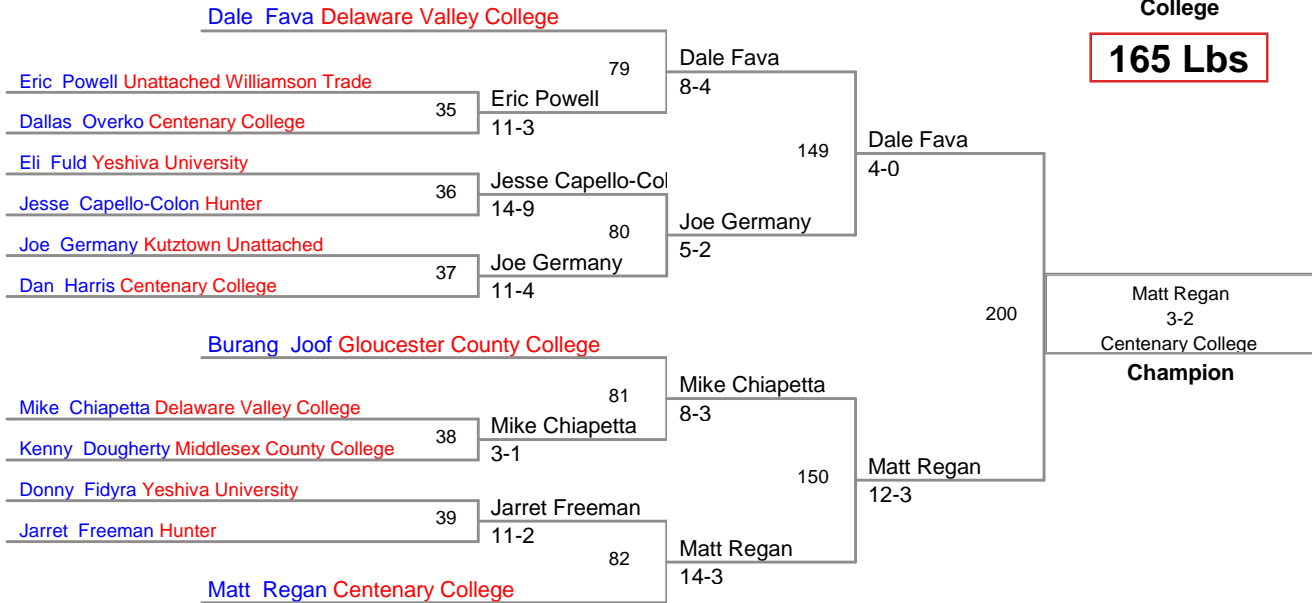 College
165 Lbs
Dale Fava Delaware Valley College
79
Dale Fava
8-4
Eric Powell Unattached Williamson Trade
35
Eric Powell
11-3
Dallas Overko Centenary College
149
Dale Fava
4-0
Eli Fuld Yeshiva University
36
Jesse Capello-Col
14-9
Jesse Capello-Colon Hunter
80
Joe Germany
5-2
Joe Germany Kutztown Unattached
37
Joe Germany
11-4
Dan Harris Centenary College
200
Matt Regan
3-2
Centenary College
Champion
Burang Joof Gloucester County College
81
Mike Chiapetta
8-3
Mike Chiapetta Delaware Valley College
38
Mike Chiapetta
3-1
Kenny Dougherty Middlesex County College
150
Matt Regan
12-3
Donny Fidyra Yeshiva University
39
Jarret Freeman
11-2
Jarret Freeman Hunter
82
Matt Regan
14-3
Matt Regan Centenary College